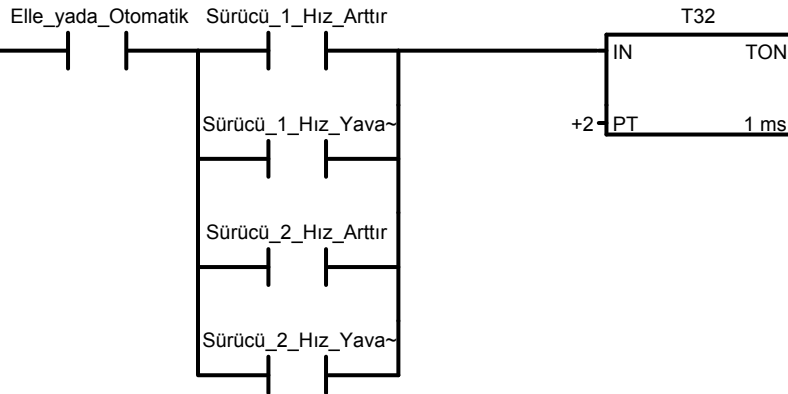 Elle_yada_Otomatik Sürücü_1_Hız_Arttır T32
IN TON
Sürücü_1_Hız_Yava~
+2 PT 1 ms
Sürücü_2_Hız_Arttır
Sürücü_2_Hız_Yava~